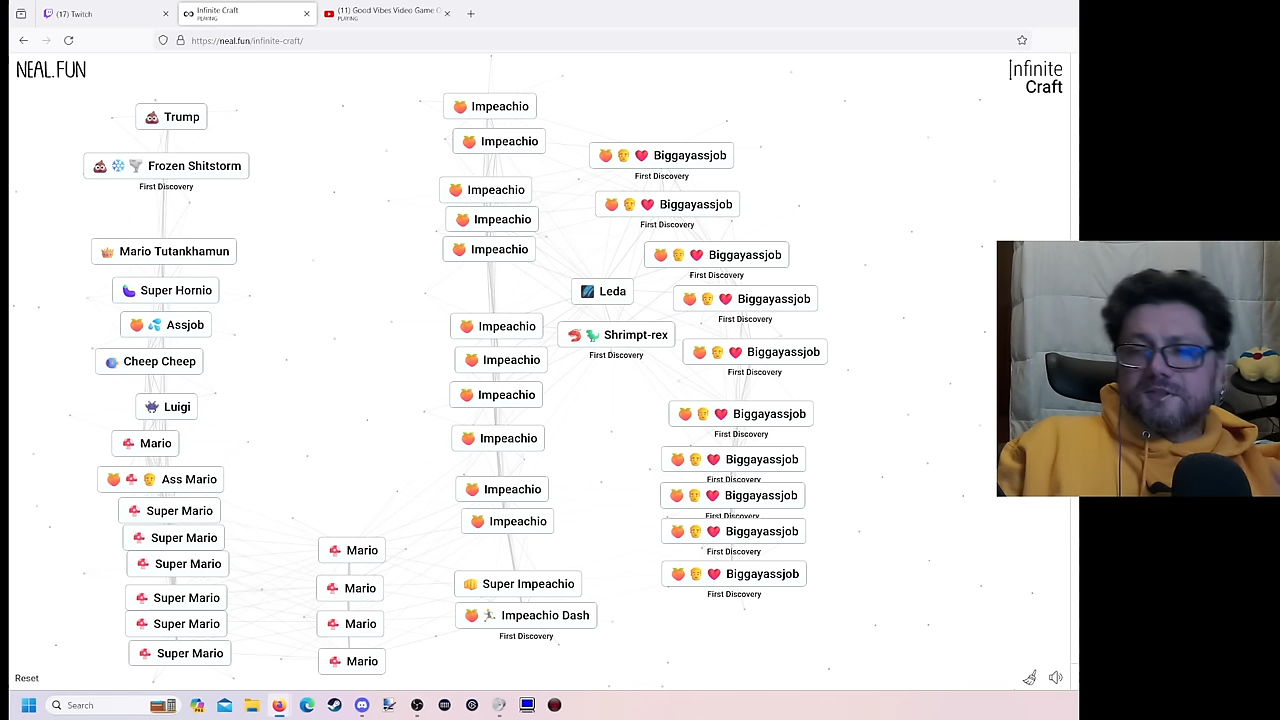 (17) Twitch
Infinite Craft
PLAYING
(11) Good Vibes Video Game
PLAYING
https://neal.fun/infinite-craft/
NEAL.FUN
Infinite
Craft
Trump
Frozen Shitstorm
First Discovery
Mario Tutankhamun
Super Hornio
Assjob
Cheep Cheep
Luigi
Mario
Ass Mario
Super Mario
Super Mario
Super Mario
Super Mario
Super Mario
Super Mario
Mario
Mario
Mario
Mario
Impeachio
Impeachio
Impeachio
Impeachio
Impeachio
Impeachio
Impeachio
Impeachio
Impeachio
Impeachio
Impeachio
Super Impeachio
Impeachio Dash
First Discovery
Leda
Shrimpt-rex
First Discovery
Biggayassjob
First Discovery
Biggayassjob
First Discovery
Biggayassjob
First Discovery
Biggayassjob
First Discovery
Biggayassjob
First Discovery
Biggayassjob
First Discovery
Biggayassjob
First Discovery
Biggayassjob
First Discovery
Biggayassjob
First Discovery
Biggayassjob
First Discovery
Reset
Search